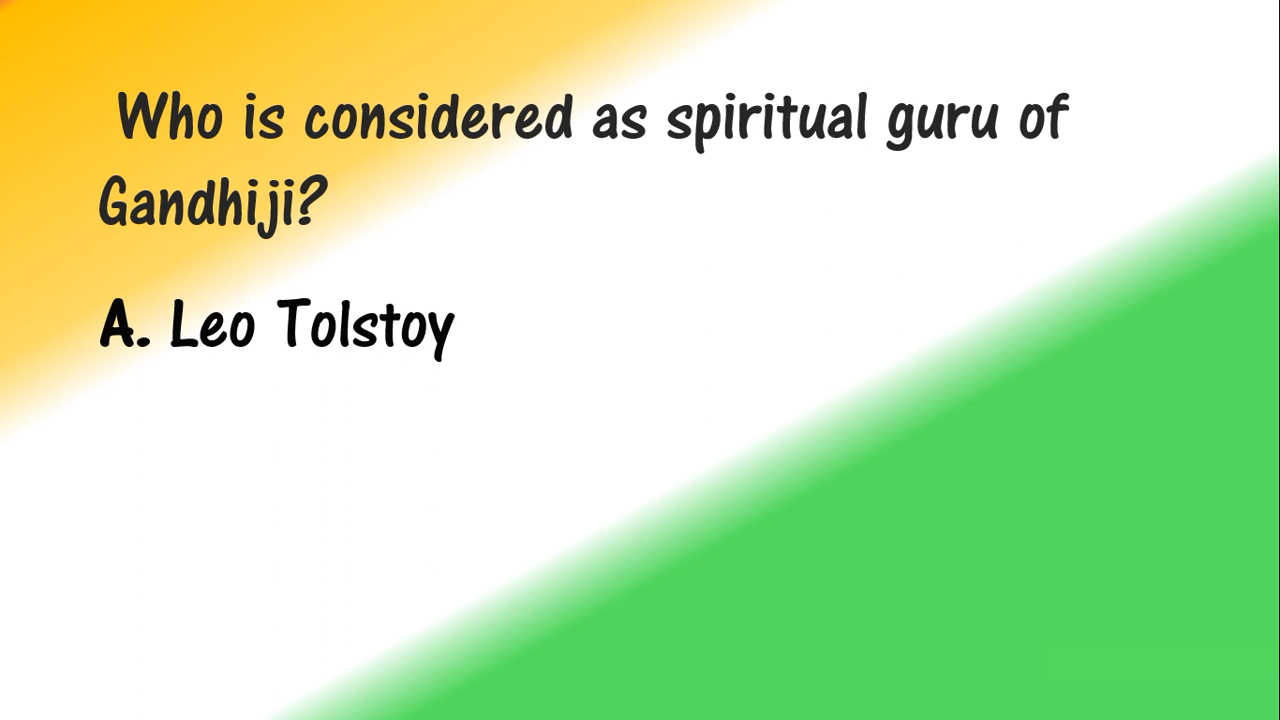 Who is considered as spiritual guru of
Gandhiji?
A. Leo Tolstoy